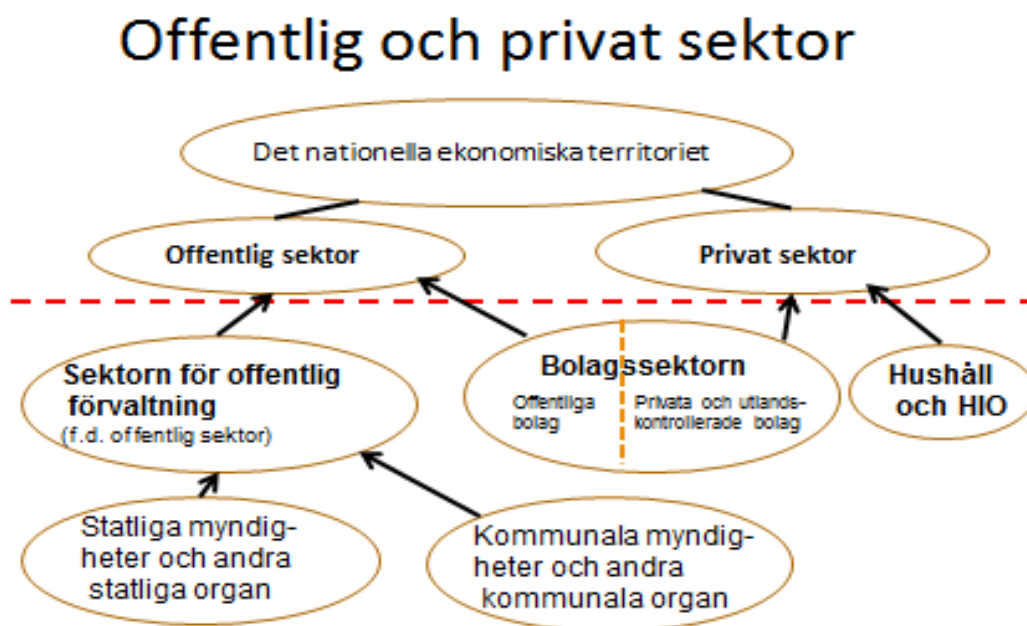 Offentlig och privat sektor
Det nationella ekonomiska territoriet
Offentlig sektor
Privat sektor
Sektorn för offentlig
förvaltning
(f.d. offentlig sektor)
Bolagssektorn
Offentliga
bolag
Privata och utlands-
kontrollerade bolag
Hushåll
och HIO
Statliga myndig-
heter och andra
statliga organ
Kommunala myndig-
heter och andra
kommunala organ